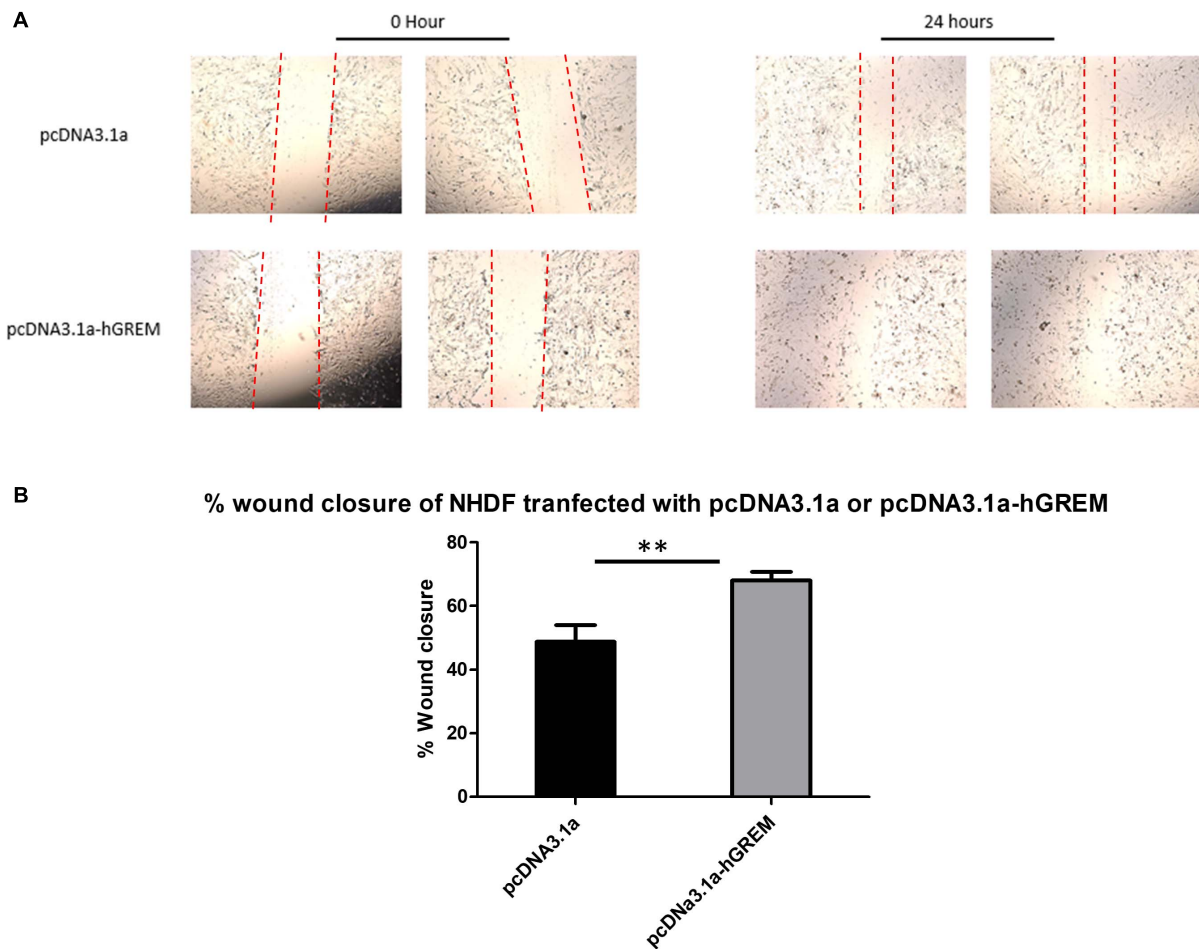 A
0 Hour
24 hours
pcDNA3.1a
pcDNA3.1a-hGREM
B
% wound closure of NHDF tranfected with pcDNA3.1a or pcDNA3.1a-hGREM
% Wound closure
80
60
40
20
0
**
pcDNA3.1a
pcDNa3.1a-hGREM